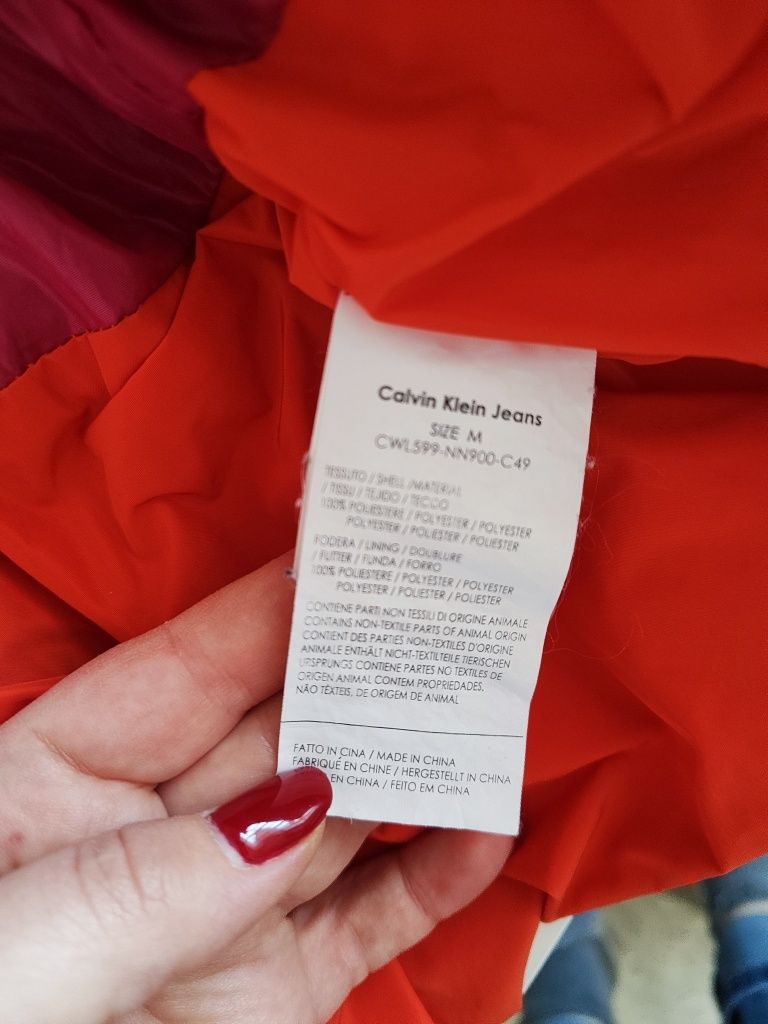 Calvin Klein Jeans
SIZE M
CWL599-NN900-C49
TESSUTO / SHELL /MATERIAL
/ TISSU / TEJIDO / TECIDO
100% POLIESTERE / POLYESTER / POLYESTER
POLYESTER / POLIESTER / POLIESTER
FODERA / LINING / DOUBLURE
/ FUTTER / FUNDA / FORRO
100% POLIESTERE / POLYESTER / POLYESTER
POLYESTER / POLIESTER / POLIESTER
CONTIENE PARTI NON TESSILI DI ORIGINE ANIMALE
CONTAINS NON-TEXTILE PARTS OF ANIMAL ORIGIN
CONTIENT DES PARTIES NON-TEXTILES D'ORIGINE
ANIMALE ENTHÄLT NICHT-TEXTILTEILE TIERISCHEN
URSPRUNGS CONTIENE PARTES NO TEXTILES DE
ORIGEN ANIMAL CONTEM PROPRIEDADES.
NÃO TÉXTEIS. DE ORIGEM DE ANIMAL
FATTO IN CINA / MADE IN CHINA
FABRIQUÉ EN CHINE / HERGESTELLT IN CHINA
EN CHINA / FEITO EM CHINA